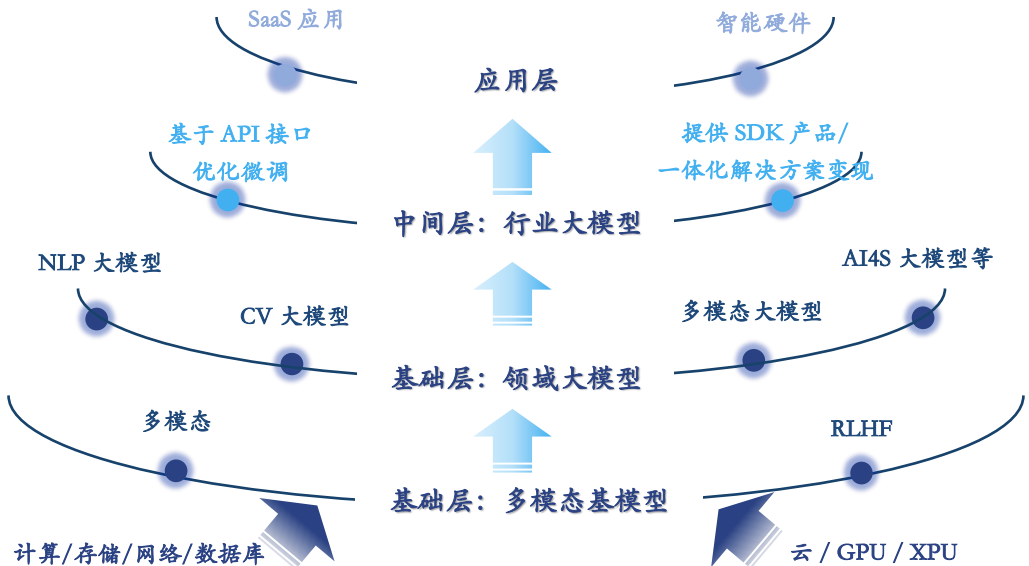 SaaS 应用
智能硬件
应用层
基于 API 接口
优化微调
提供 SDK 产品/
一体化解决方案变现
中间层：行业大模型
NLP 大模型
AI4S 大模型等
CV 大模型
多模态大模型
基础层：领域大模型
多模态
RLHF
基础层：多模态基模型
计算/存储/网络/数据库
云 / GPU / XPU